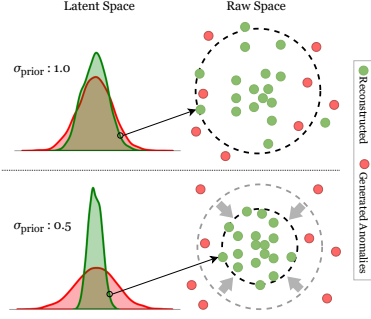 Latent Space
Raw Space
σprior : 1.0
σprior : 0.5
Reconstructed
Generated Anomalies